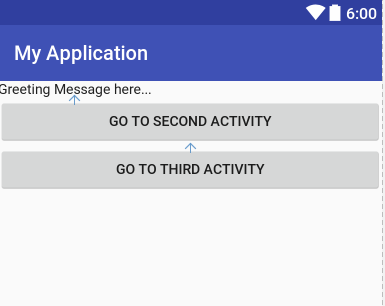 6:00
My Application
Greeting Message here...
GO TO SECOND ACTIVITY
GO TO THIRD ACTIVITY